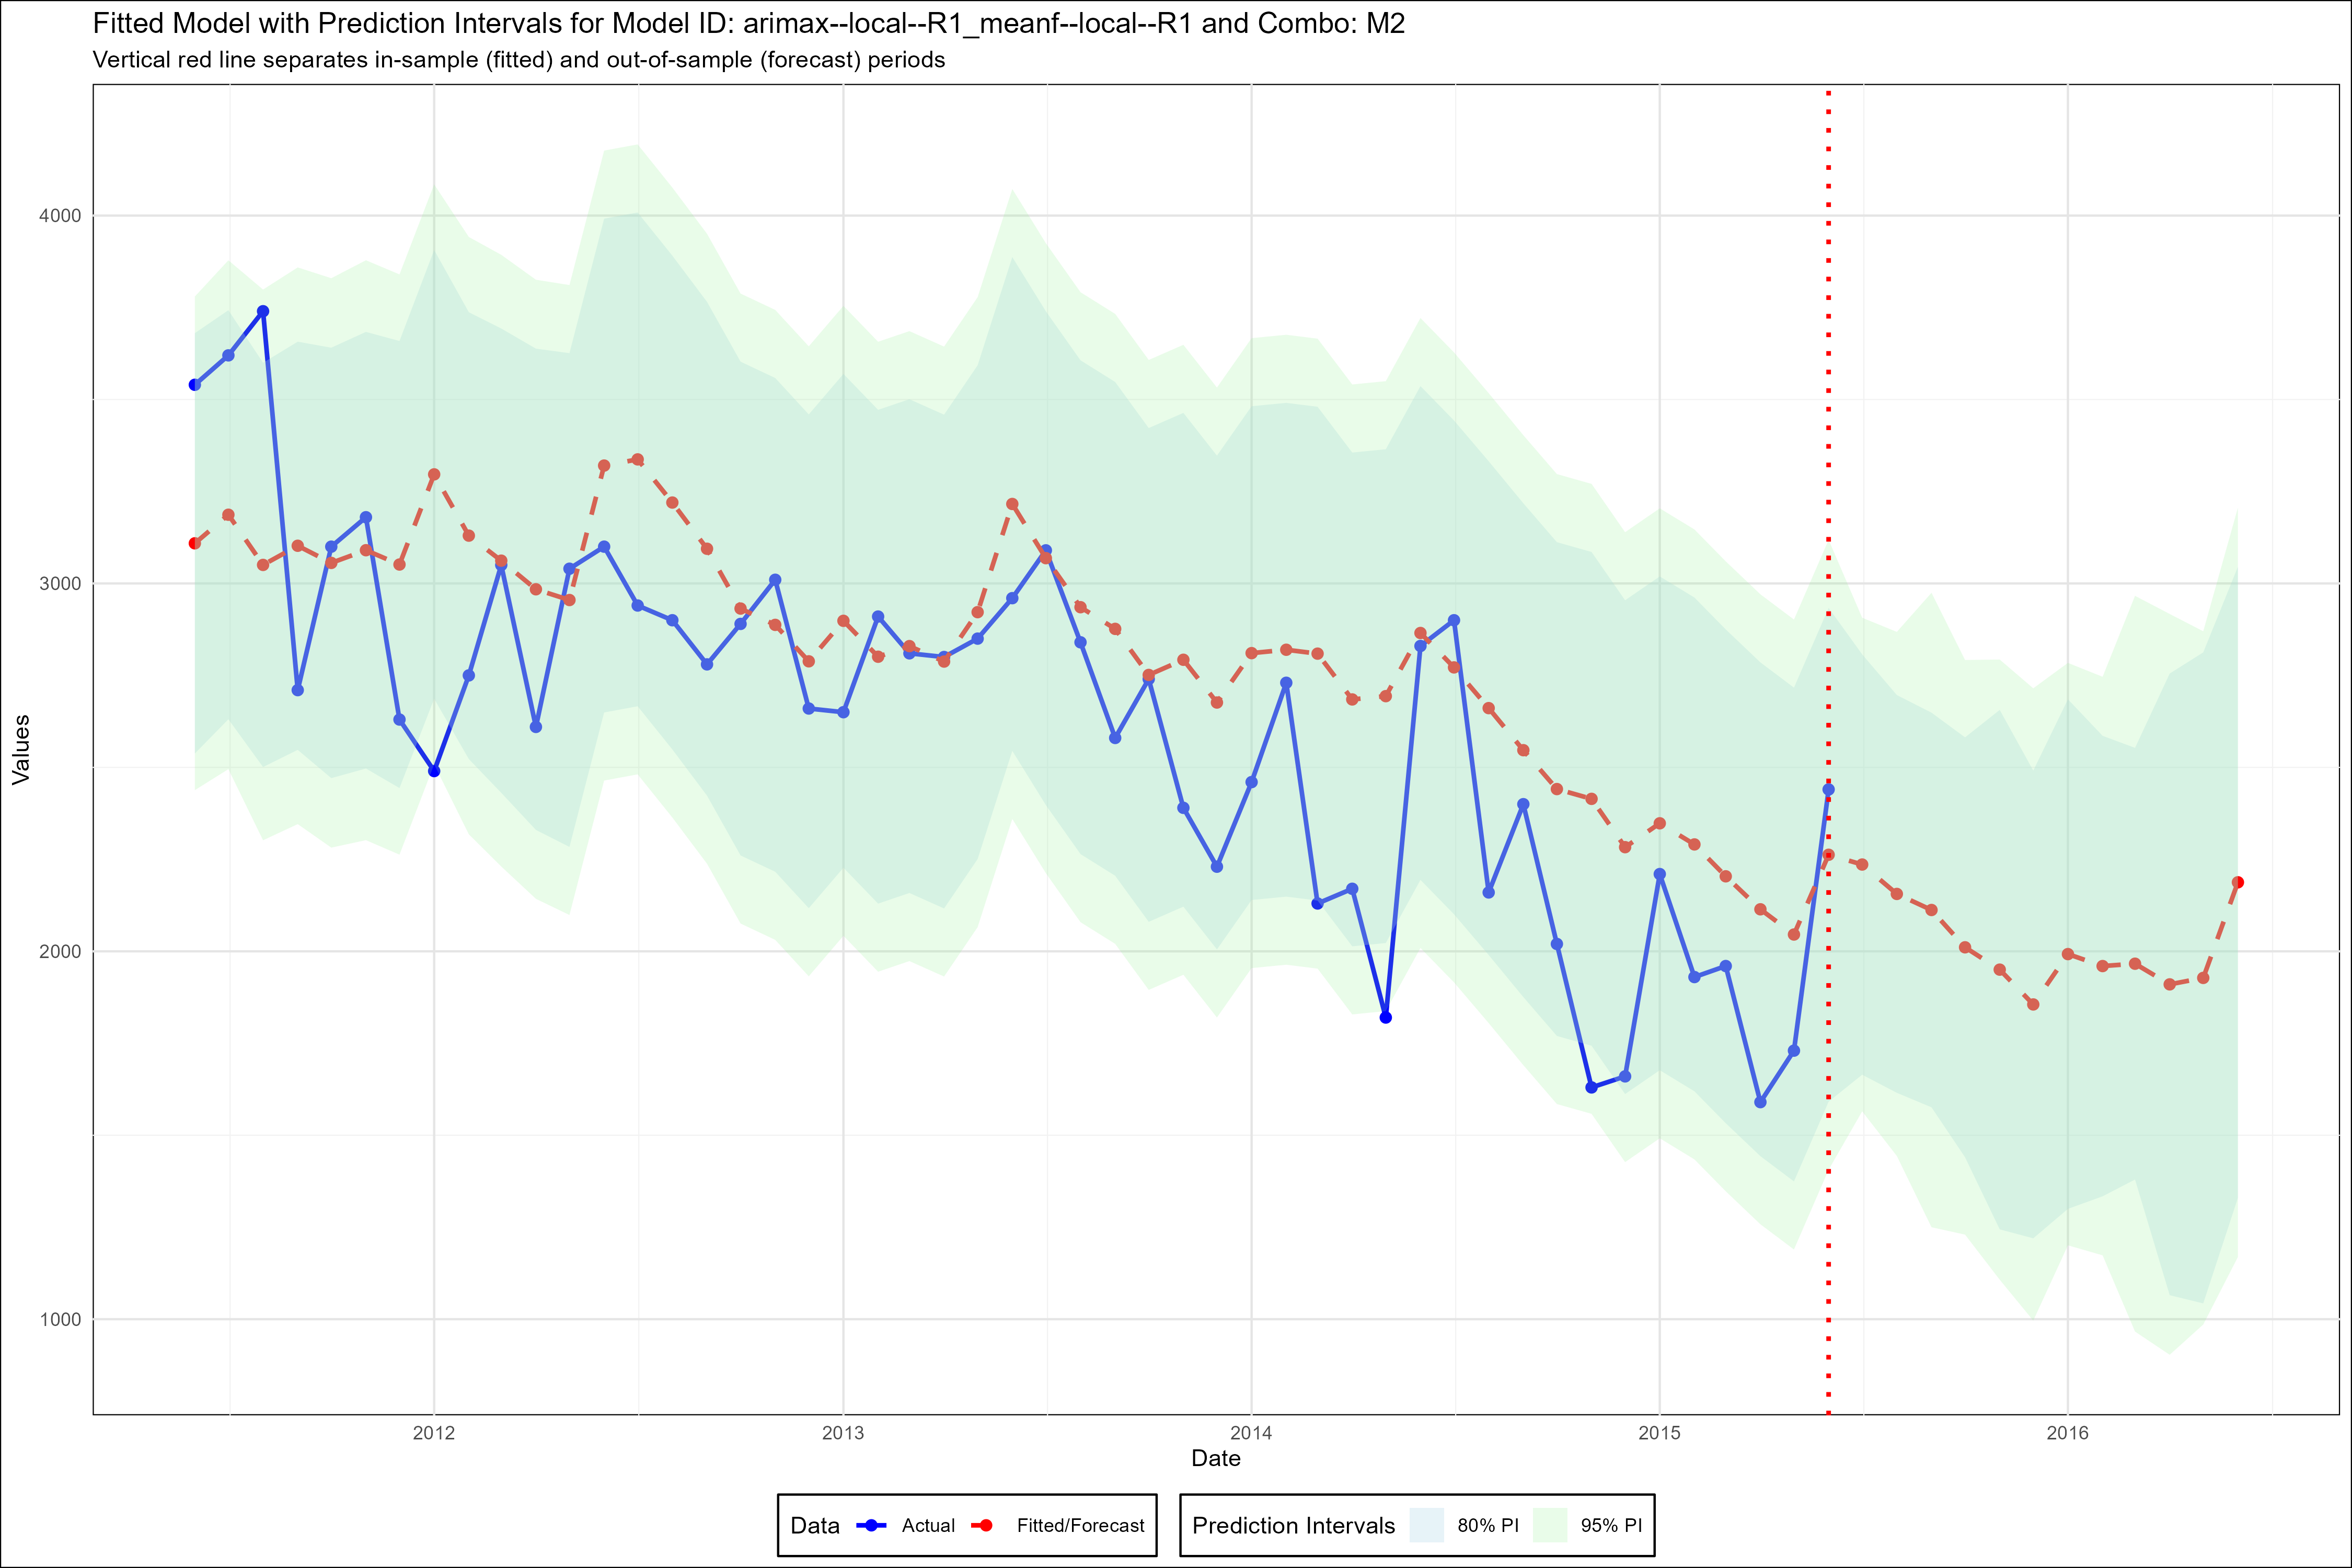 Fitted Model with Prediction Intervals for Model ID: arimax--local--R1_meanf--local--R1 and Combo: M2
Vertical red line separates in-sample (fitted) and out-of-sample (forecast) periods
Values
4000
3000
2000
1000
2012 2013 2014 2015 2016
Date
Data Actual Fitted/Forecast Prediction Intervals 80% PI 95% PI